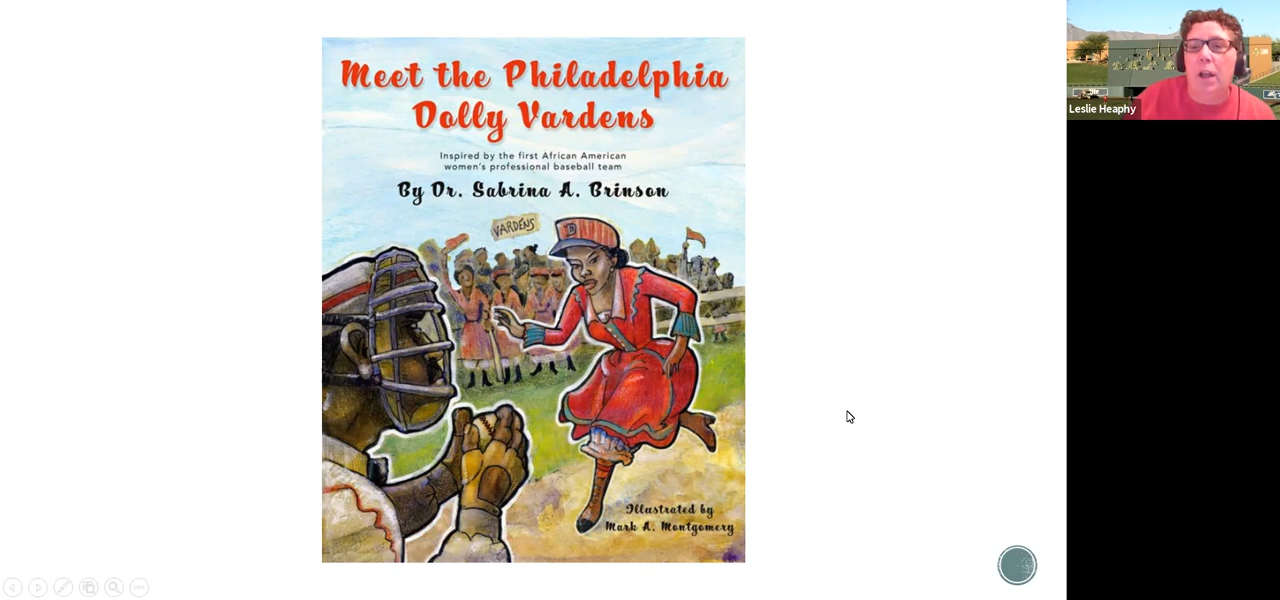 Meet the Philadelphia
Dolly Vardens
Inspired by the first African American
women's professional baseball team
By Dr. Sabrina A. Brinson
VARDENS
B
Illustrated by
Mark A. Montgomery
Leslie Heaphy